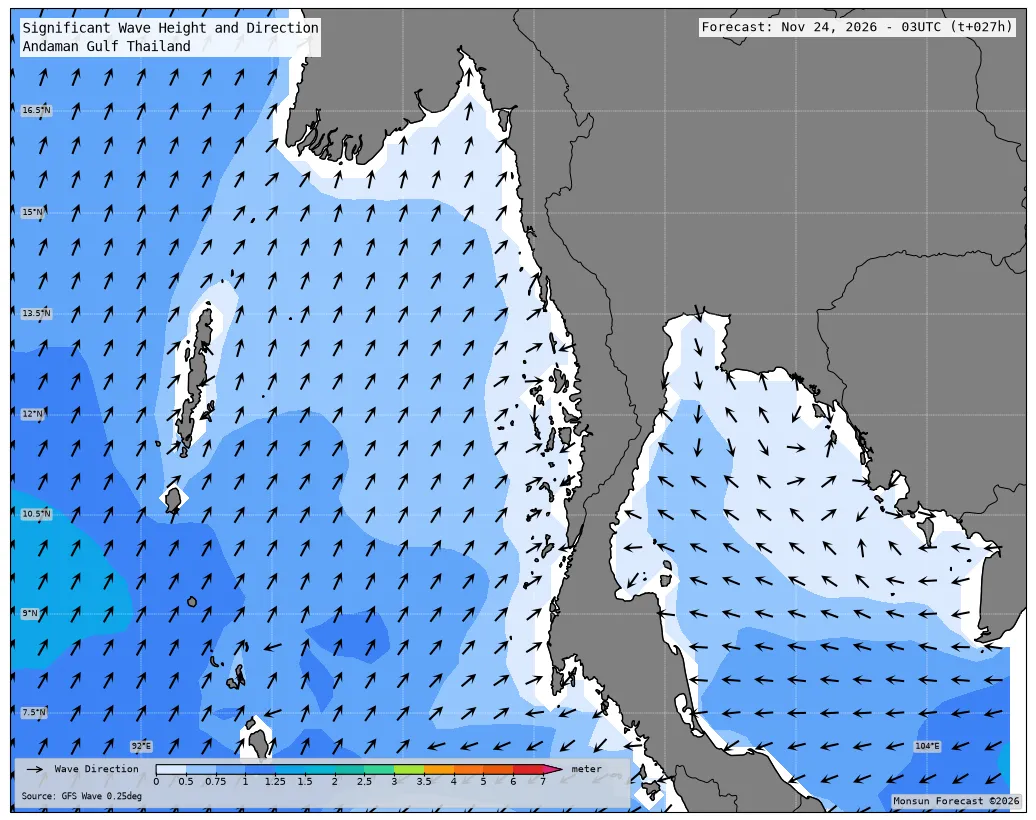 Significant Wave Height and Direction
Andaman Gulf Thailand
Forecast: Nov 24, 2026 - 03UTC (t+027h)
16.5°N
15°N
13.5°N
12°N
10.5°N
9°N
7.5°N
92°E
104°E
Wave Direction
meter
0.5 0.75 1 1.25 1.5 2 2.5 3 3.5 4 5 6 7
Source: GFS Wave 0.25deg
Monsun Forecast ©2026